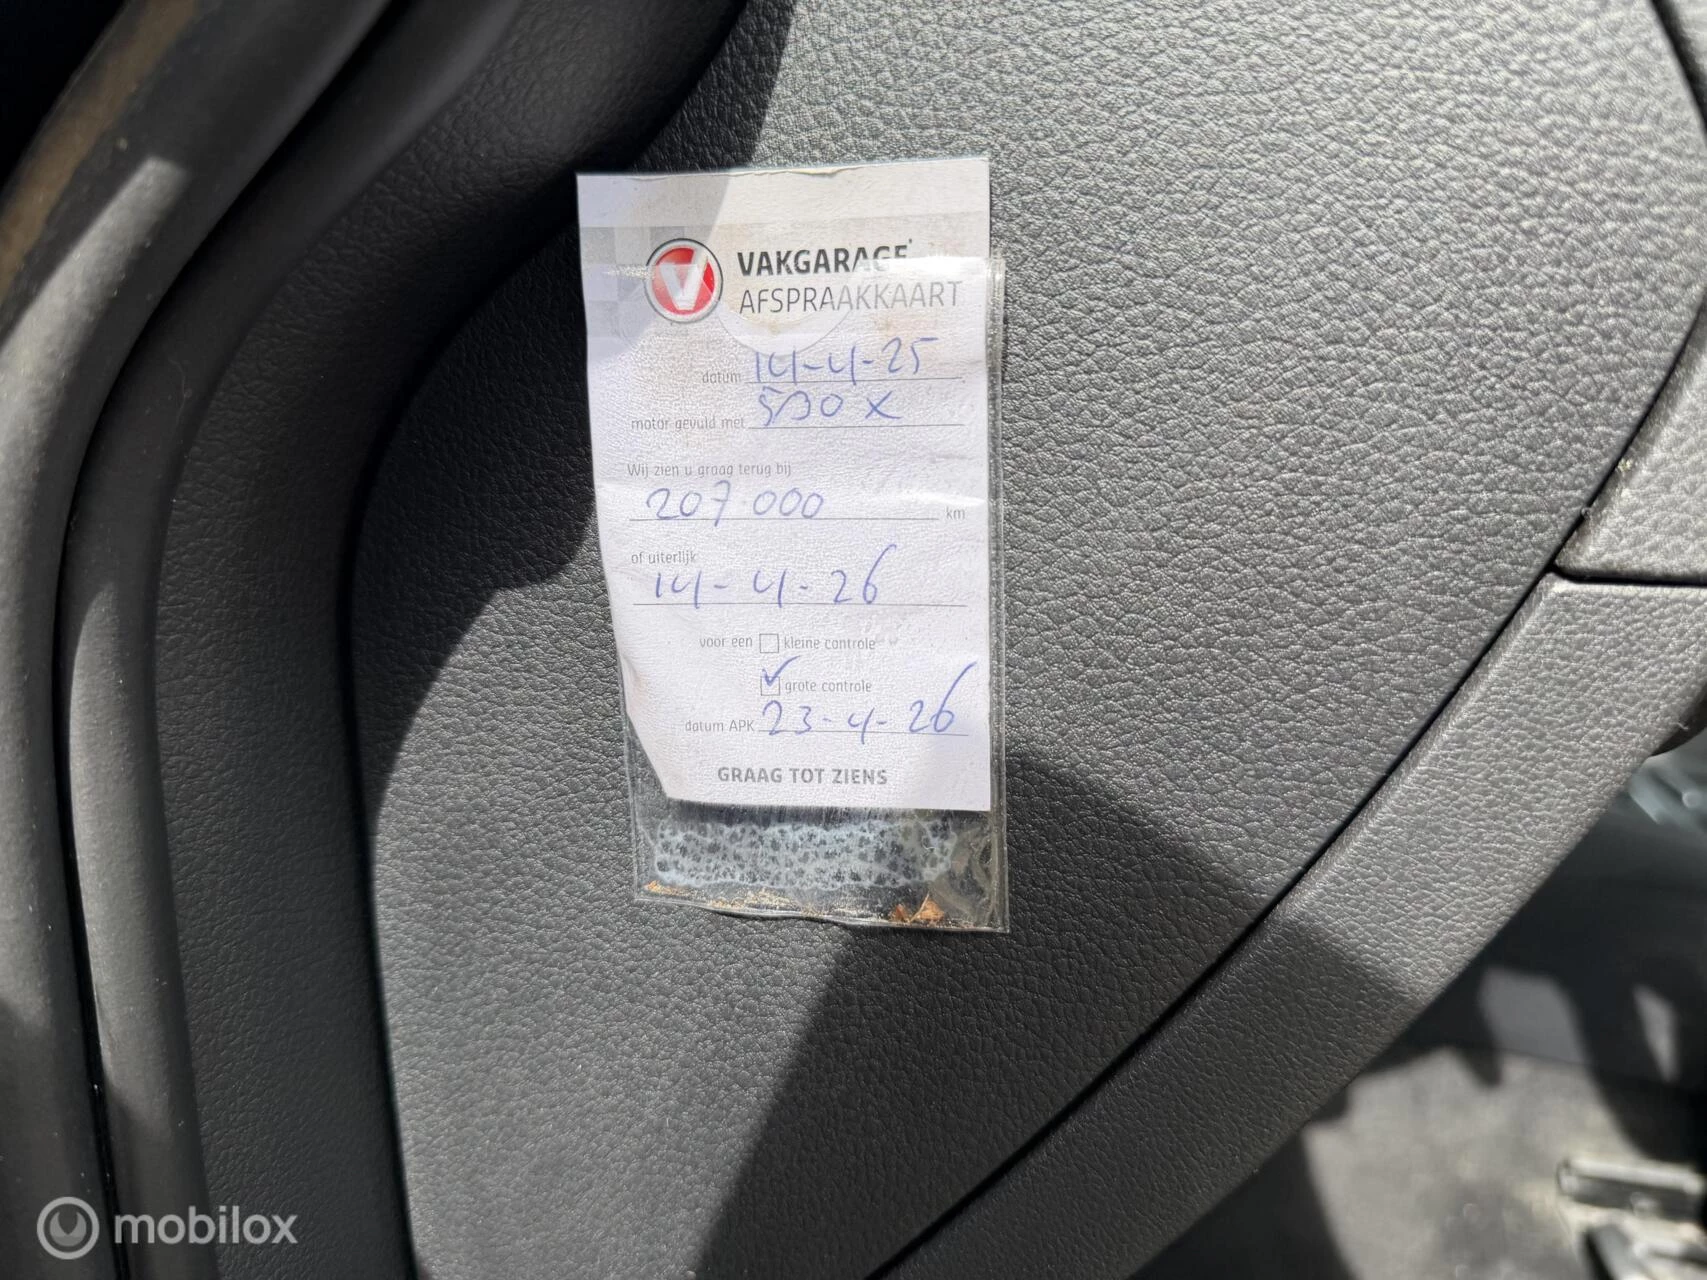 V VAKGARAGE
AFSPRAAKKAART
datum 14-4-25
motor gevuld met 530 X
Wij zien u graag terug bij
207.000 km
of uiterlijk
14-4-26
voor een kleine controle
grote controle
datum APK 23-4-26
GRAAG TOT ZIENS
mobilox